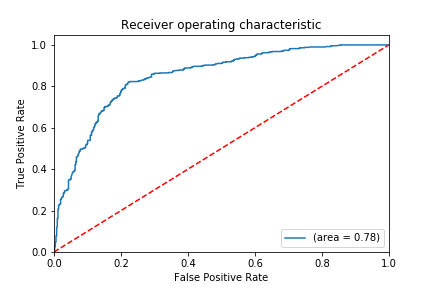 Receiver operating characteristic
True Positive Rate
1.0
0.8
0.6
0.4
0.2
0.0
(area = 0.78)
0.0 0.2 0.4 0.6 0.8 1.0
False Positive Rate